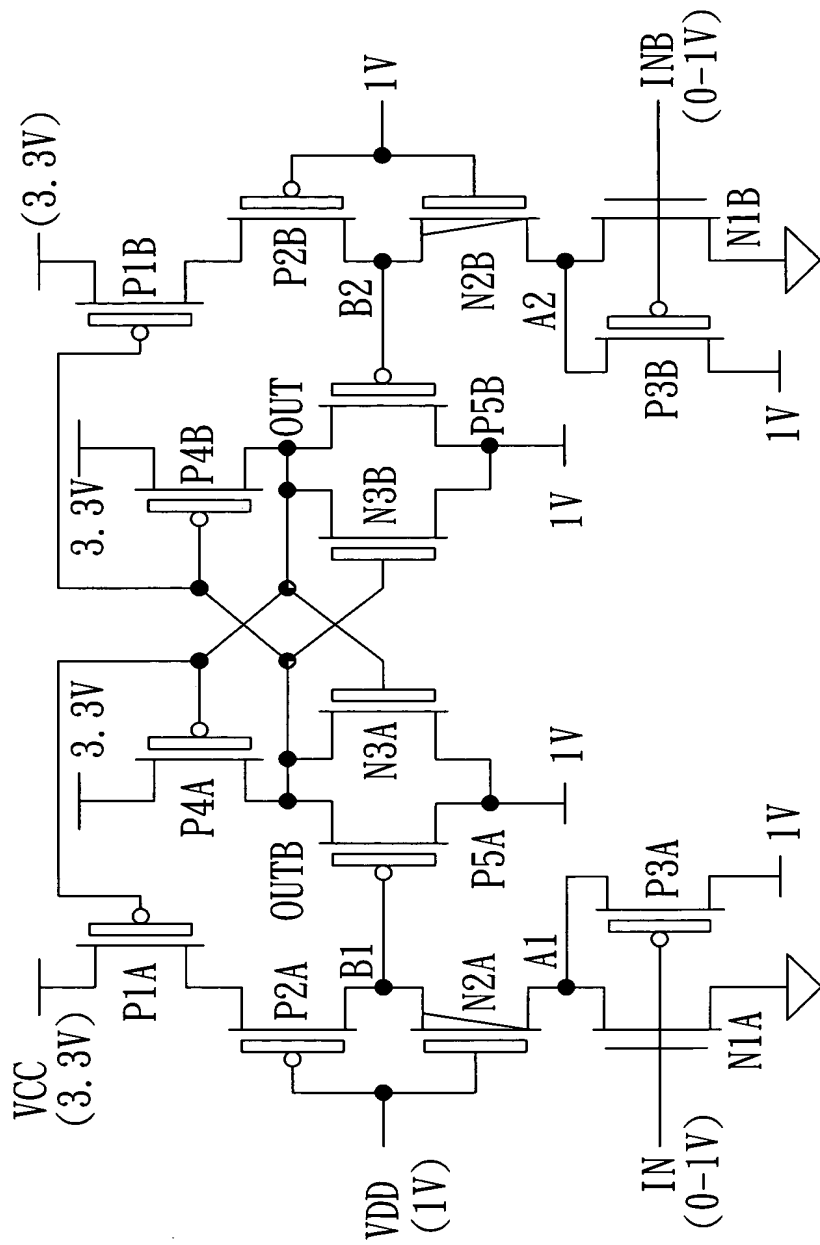 VCC
(3.3V)
3.3V
3.3V
(3.3V)
P1A
P4A
P4B
P1B
P2A
OUTB
OUT
P2B
VDD
(1V)
B1
B2
1V
N2A
P5A
N3A
N3B
P5B
N2B
A1
1V
1V
A2
IN
(0-1V)
N1A
P3A
1V
P3B
1V
N1B
INB
(0-1V)